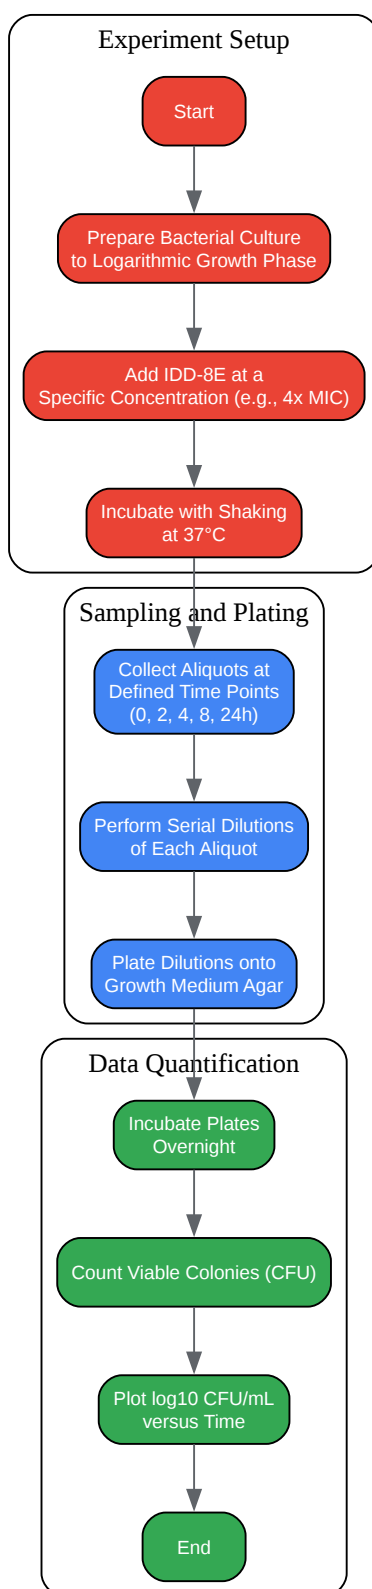 Experiment Setup
Start
Prepare Bacterial Culture
to Logarithmic Growth Phase
Add IDD-8E at a
Specific Concentration (e.g., 4x MIC)
Incubate with Shaking
at 37°C
Sampling and Plating
Collect Aliquots at
Defined Time Points
(0, 2, 4, 8, 24h)
Perform Serial Dilutions
of Each Aliquot
Plate Dilutions onto
Growth Medium Agar
Data Quantification
Incubate Plates
Overnight
Count Viable Colonies (CFU)
Plot log10 CFU/mL
versus Time
End